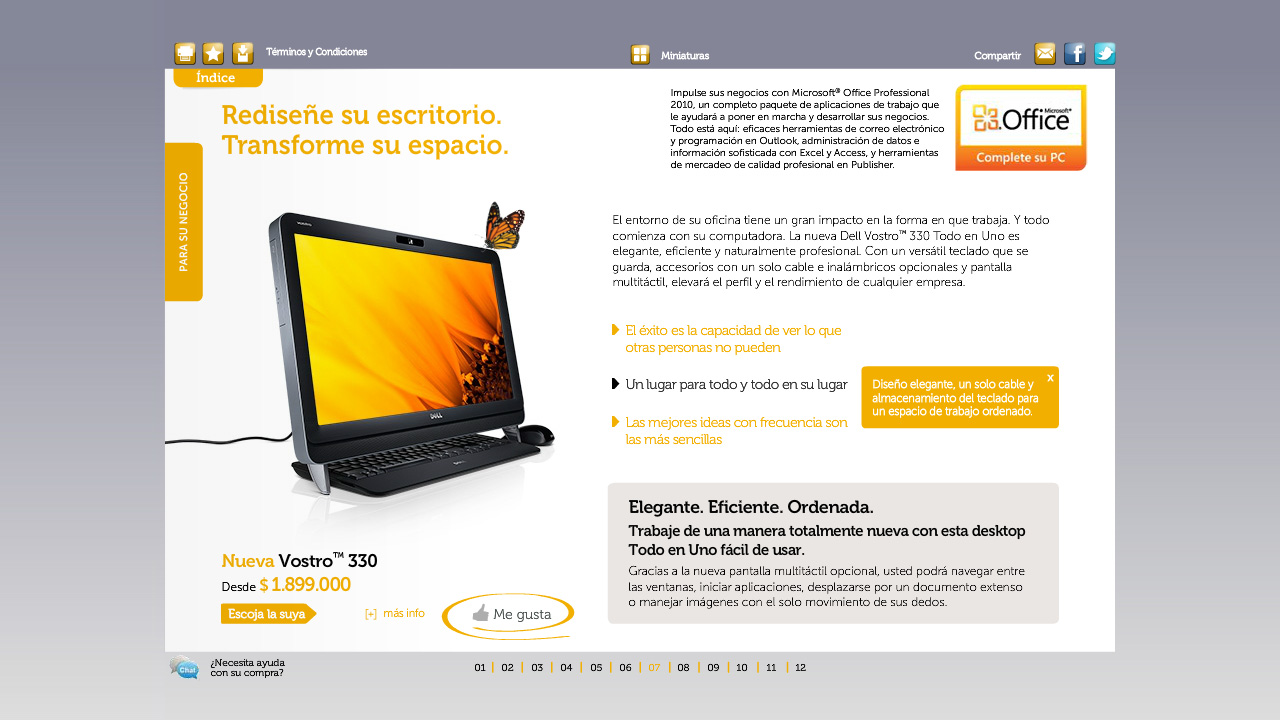 Términos y Condiciones
Miniaturas
Compartir
Índice
Rediseñe su escritorio.
Transforme su espacio.
PARA SU NEGOCIO
Impulse sus negocios con Microsoft® Office Professional
2010, un completo paquete de aplicaciones de trabajo que
le ayudará a poner en marcha y desarrollar sus negocios.
Todo está aquí: eficaces herramientas de correo electrónico
y programación en Outlook, administración de datos e
información sofisticada con Excel y Access, y herramientas
de mercadeo de calidad profesional en Publisher.
Microsoft®
Office
Complete su PC
El entorno de su oficina tiene un gran impacto en la forma en que trabaja. Y todo
comienza con su computadora. La nueva Dell Vostro™ 330 Todo en Uno es
elegante, eficiente y naturalmente profesional. Con un versátil teclado que se
guarda, accesorios con un solo cable e inalámbricos opcionales y pantalla
multitáctil, elevará el perfil y el rendimiento de cualquier empresa.
El éxito es la capacidad de ver lo que
otras personas no pueden
Un lugar para todo y todo en su lugar
Las mejores ideas con frecuencia son
las más sencillas
x
Diseño elegante, un solo cable y
almacenamiento del teclado para
un espacio de trabajo ordenado.
DELL
Elegante. Eficiente. Ordenada.
Trabaje de una manera totalmente nueva con esta desktop
Todo en Uno fácil de usar.
Gracias a la nueva pantalla multitáctil opcional, usted podrá navegar entre
las ventanas, iniciar aplicaciones, desplazarse por un documento extenso
o manejar imágenes con el solo movimiento de sus dedos.
Nueva Vostro™ 330
Desde $ 1.899.000
Escoja la suya
[+] más info
Me gusta
Chat
¿Necesita ayuda
con su compra?
01 | 02 | 03 | 04 | 05 | 06 | 07 | 08 | 09 | 10 | 11 | 12